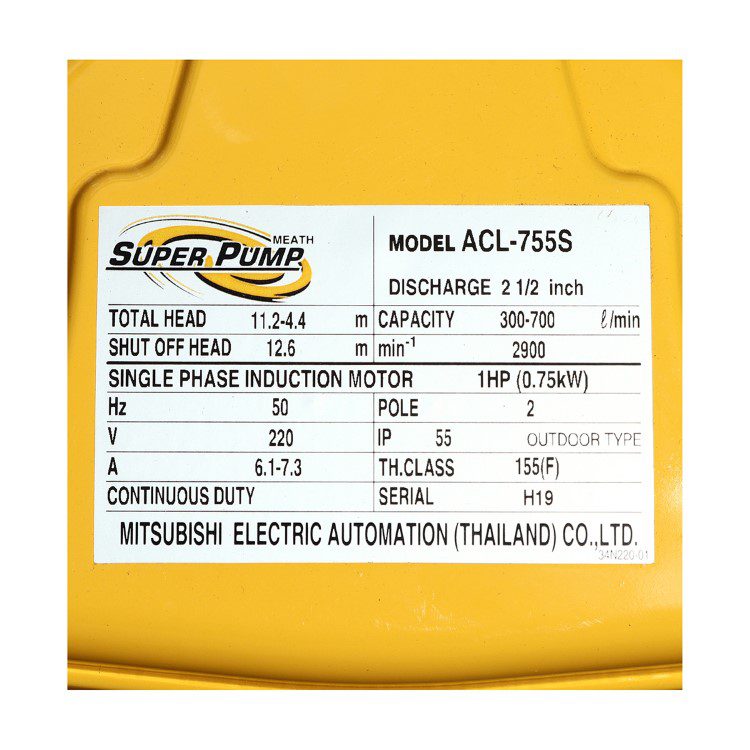 MEATH
SUPER PUMP
MODEL ACL-755S
DISCHARGE 2 1/2 inch
TOTAL HEAD 11.2-4.4 m CAPACITY 300-700 ℓ/min
SHUT OFF HEAD 12.6 m min⁻¹ 2900
SINGLE PHASE INDUCTION MOTOR 1HP (0.75kW)
Hz 50 POLE 2
V 220 IP 55 OUTDOOR TYPE
A 6.1-7.3 TH.CLASS 155(F)
CONTINUOUS DUTY SERIAL H19
MITSUBISHI ELECTRIC AUTOMATION (THAILAND) CO.,LTD.
34N220-01